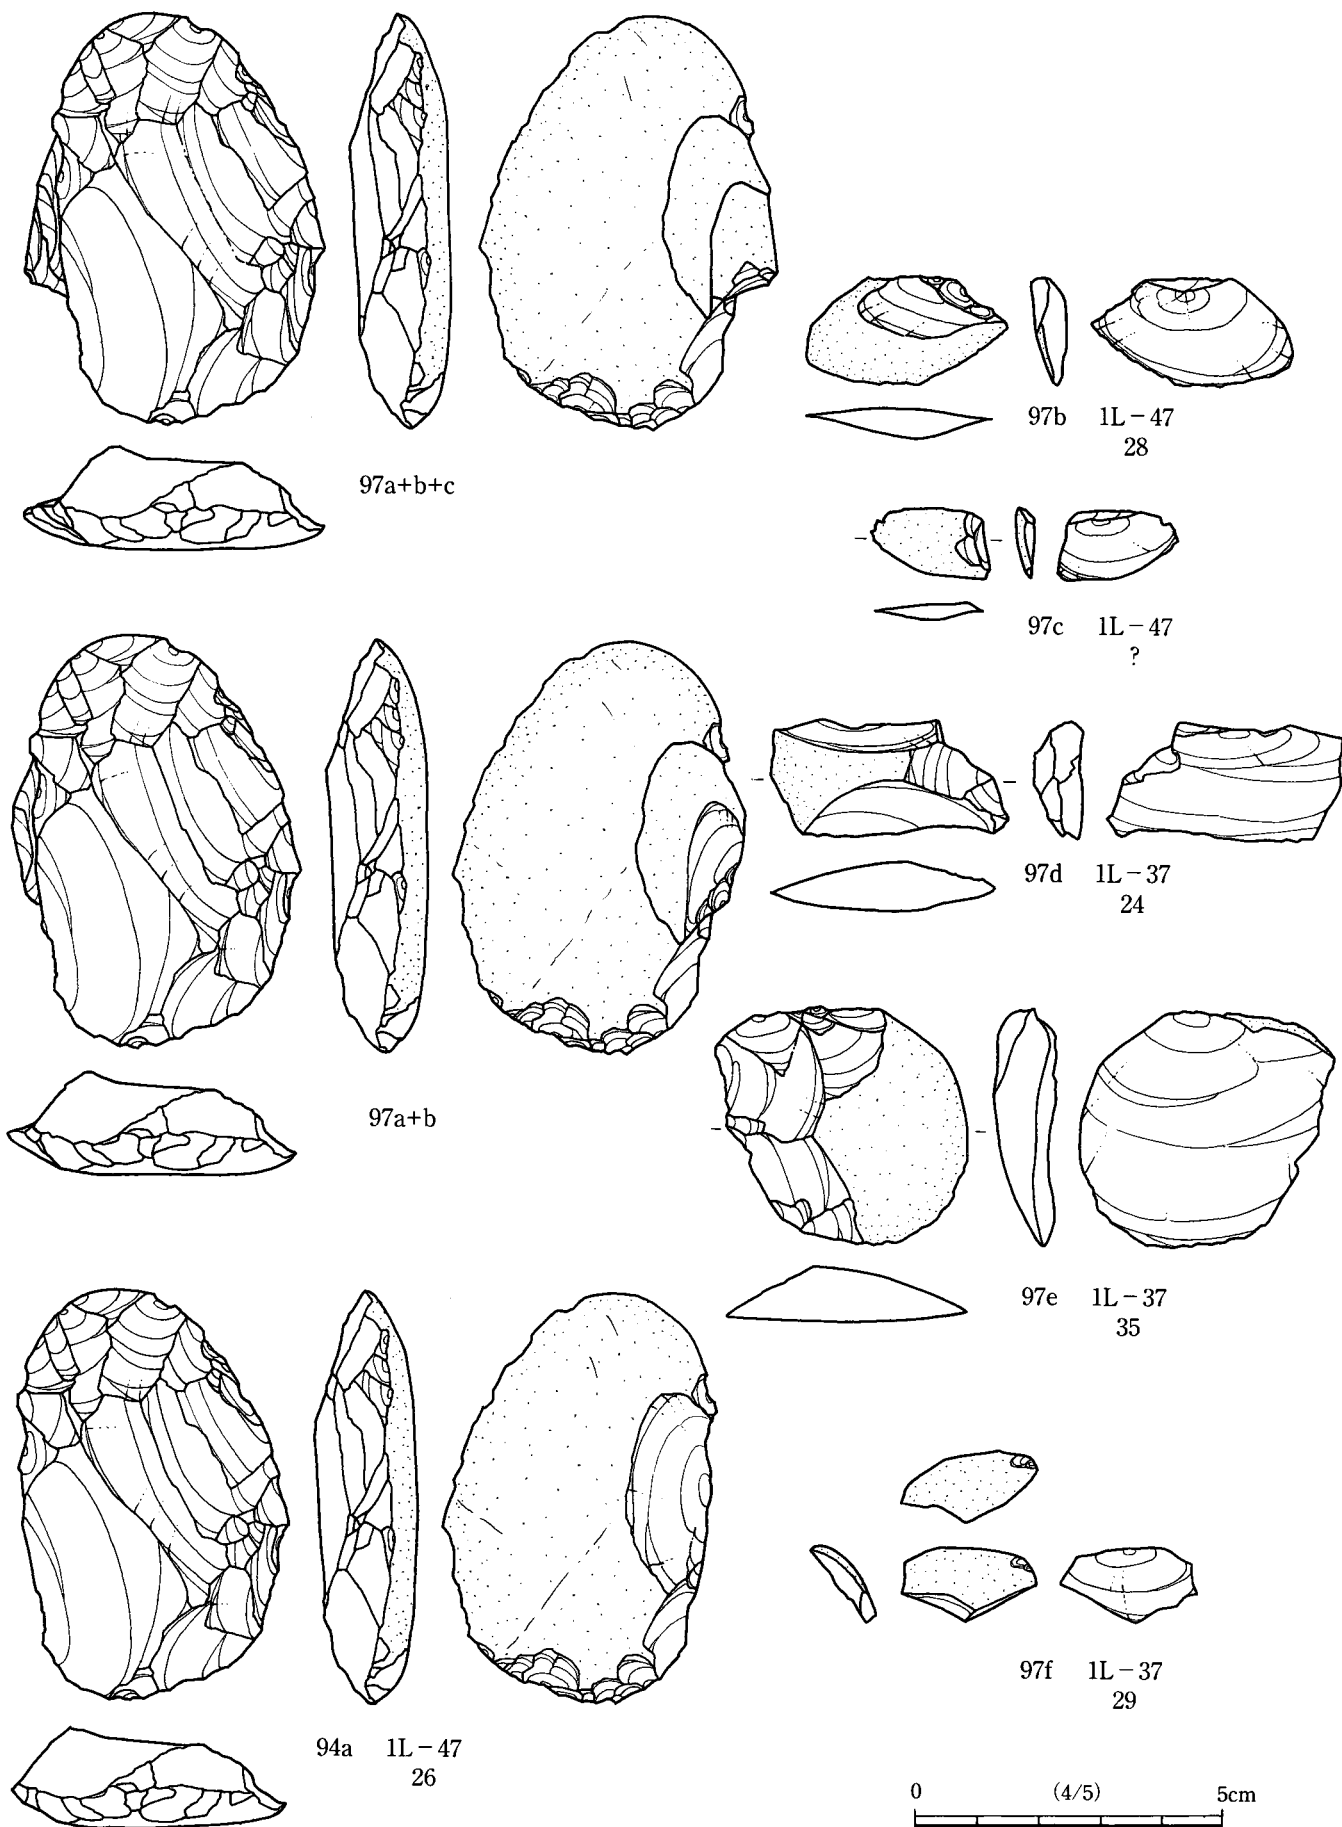 97a+b+c
97b 1L-47
28
97c 1L-47
?
97d 1L-37
24
97a+b
97e 1L-37
35
97f 1L-37
29
94a 1L-47
26
0 (4/5) 5cm